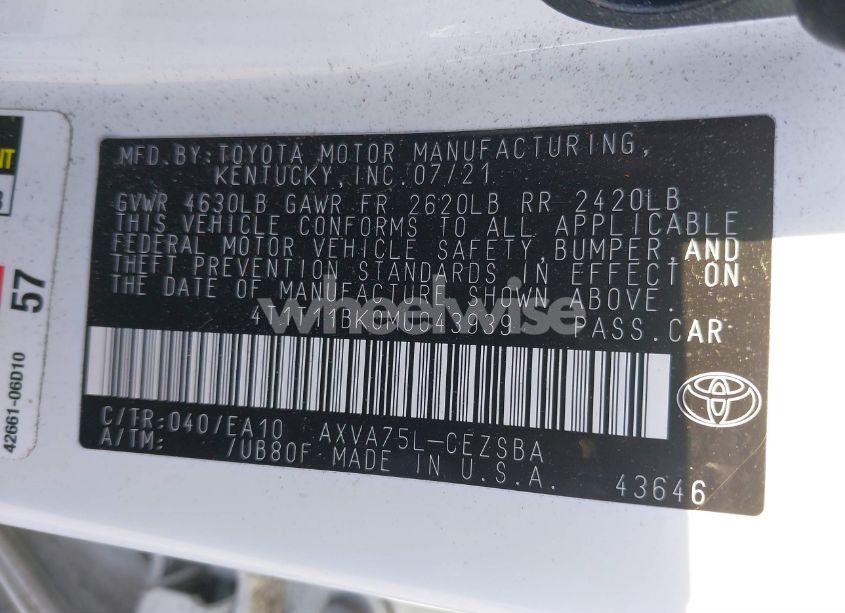 MFD. BY: TOYOTA MOTOR MANUFACTURING,
KENTUCKY, INC. 07/21
GVWR 4630LB GAWR FR 2620LB RR 2420LB
THIS VEHICLE CONFORMS TO ALL APPLICABLE
FEDERAL MOTOR VEHICLE SAFETY, BUMPER, AND
THEFT PREVENTION STANDARDS IN EFFECT ON
THE DATE OF MANUFACTURE SHOWN ABOVE.
PASS. CAR
wheelwise
C/TR: 040/EA10 AXVA75L-CEZSBA
A/TM: /UB80F MADE IN U.S.A.
43646
57
42661-06D10